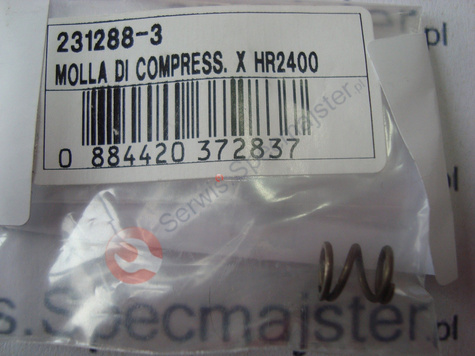 231288-3
MOLLA DI COMPRESS. X HR2400
0 884420 372837
Serwis.Specmajster.pl
s.Specmajster.pl